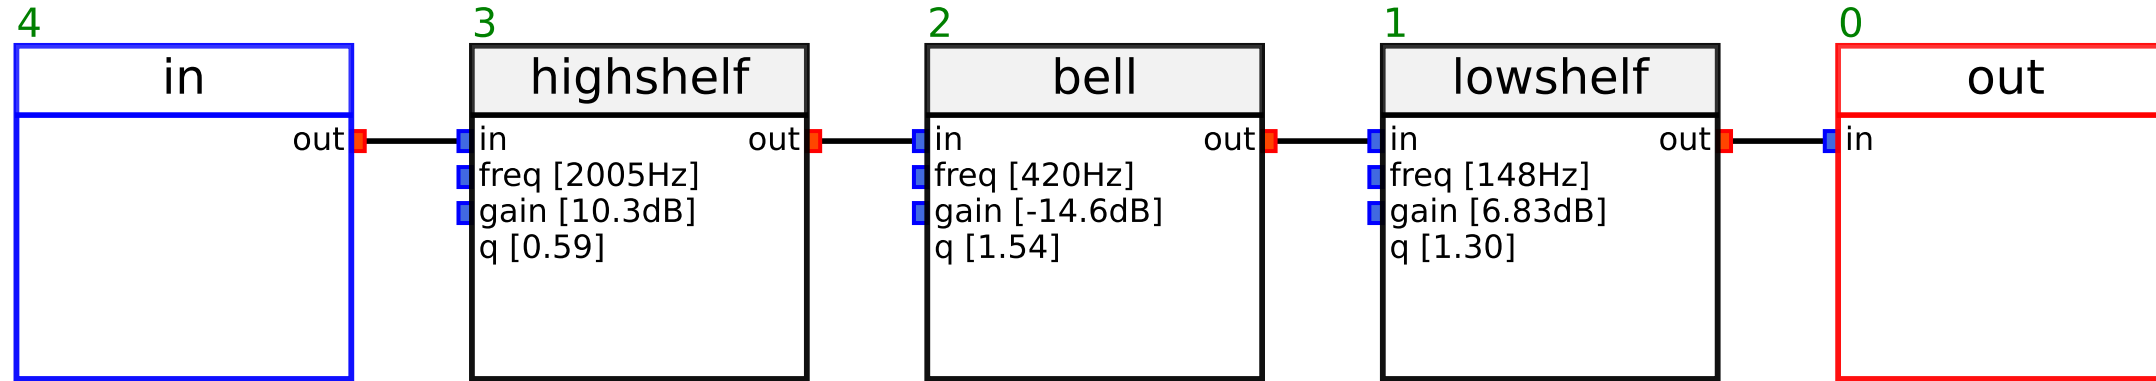 4
in
out
3
highshelf
in
out
freq [2005Hz]
gain [10.3dB]
q [0.59]
2
bell
in
out
freq [420Hz]
gain [-14.6dB]
q [1.54]
1
lowshelf
in
out
freq [148Hz]
gain [6.83dB]
q [1.30]
0
out
in